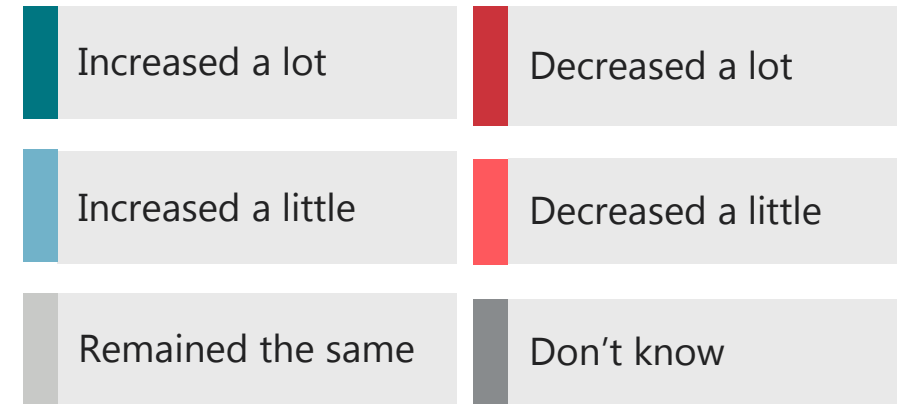 Increased a lot
Decreased a lot
Increased a little
Decreased a little
Remained the same
Don’t know